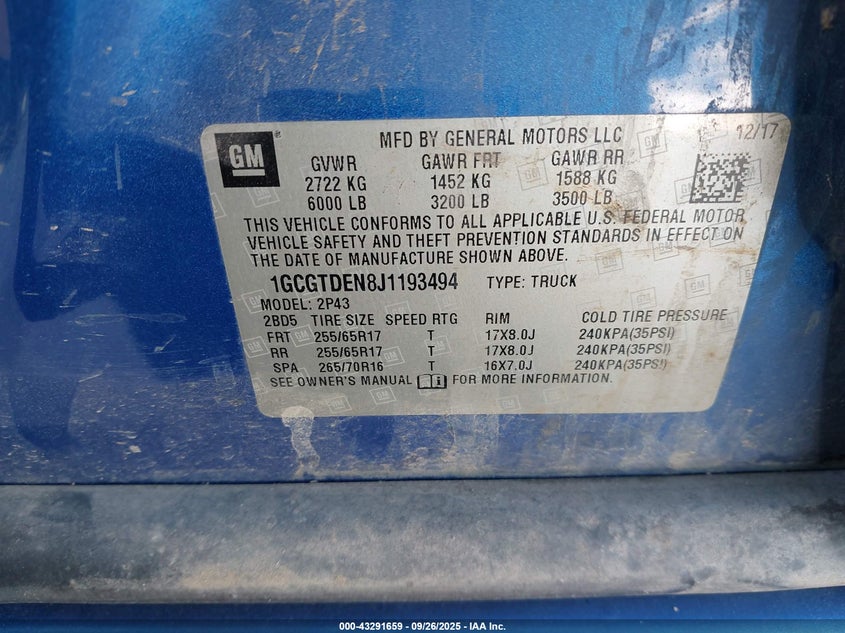 GM
MFD BY GENERAL MOTORS LLC 12/17
GVWR GAWR FRT GAWR RR
2722 KG 1452 KG 1588 KG
6000 LB 3200 LB 3500 LB
THIS VEHICLE CONFORMS TO ALL APPLICABLE U.S. FEDERAL MOTOR
VEHICLE SAFETY AND THEFT PREVENTION STANDARDS IN EFFECT ON
THE DATE OF MANUFACTURE SHOWN ABOVE.
1GCGTDEN8J1193494 TYPE: TRUCK
MODEL: 2P43
2BD5 TIRE SIZE SPEED RTG RIM COLD TIRE PRESSURE
FRT 255/65R17 T 17X8.0J 240KPA(35PSI)
RR 255/65R17 T 17X8.0J 240KPA(35PSI)
SPA 265/70R16 T 16X7.0J 240KPA(35PSI)
SEE OWNER'S MANUAL FOR MORE INFORMATION.
000-43291659 - 09/26/2025 - IAA Inc.